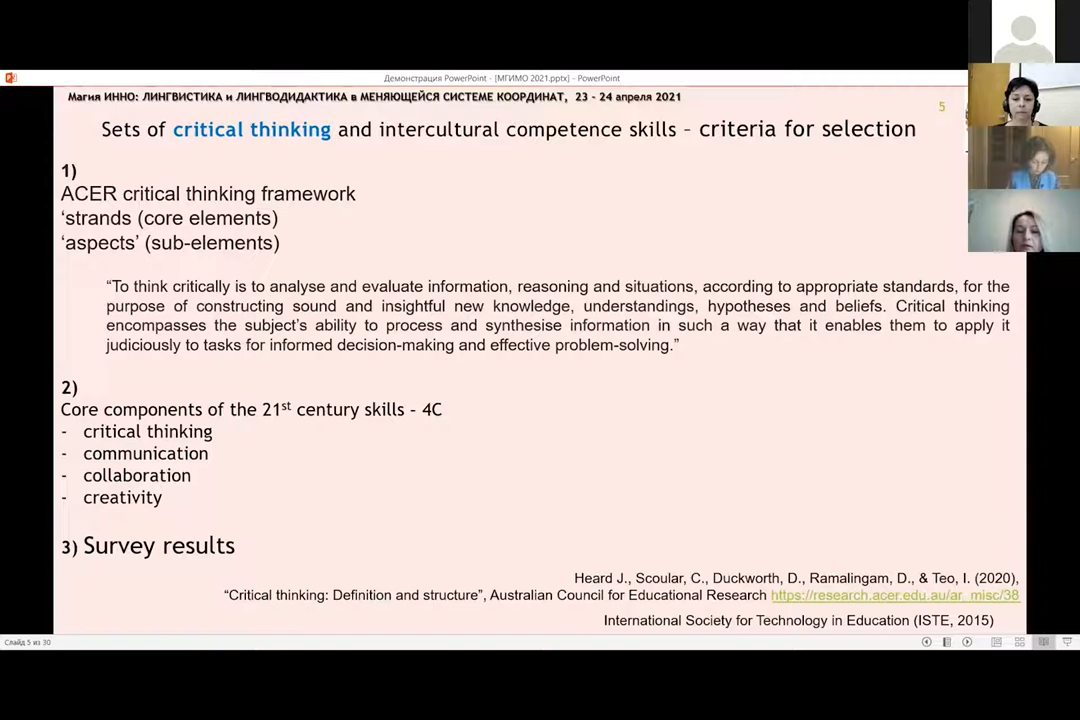 Демонстрация PowerPoint - [МГИМО 2021.pptx] - PowerPoint
Магия ИННО: ЛИНГВИСТИКА и ЛИНГВОДИДАКТИКА в МЕНЯЮЩЕЙСЯ СИСТЕМЕ КООРДИНАТ, 23 – 24 апреля 2021
5
Sets of critical thinking and intercultural competence skills – criteria for selection
1)
ACER critical thinking framework
‘strands (core elements)
‘aspects’ (sub-elements)
“To think critically is to analyse and evaluate information, reasoning and situations, according to appropriate standards, for the
purpose of constructing sound and insightful new knowledge, understandings, hypotheses and beliefs. Critical thinking
encompasses the subject’s ability to process and synthesise information in such a way that it enables them to apply it
judiciously to tasks for informed decision-making and effective problem-solving.”
2)
Core components of the 21st century skills – 4C
- critical thinking
- communication
- collaboration
- creativity
3) Survey results
Heard J., Scoular, C., Duckworth, D., Ramalingam, D., & Teo, I. (2020),
“Critical thinking: Definition and structure”, Australian Council for Educational Research https://research.acer.edu.au/ar_misc/38
International Society for Technology in Education (ISTE, 2015)
Слайд 5 из 30